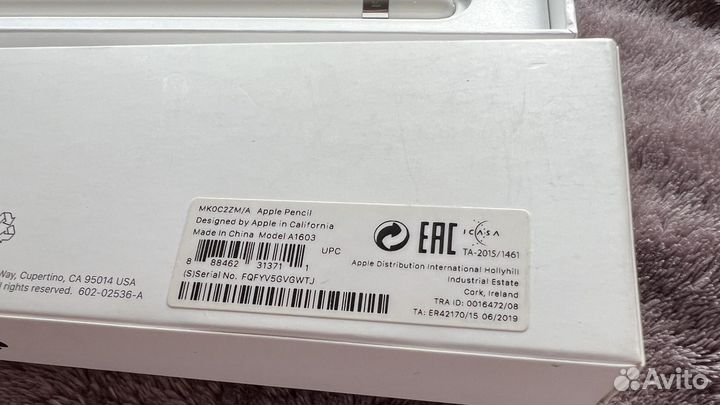 MK0C2ZM/A Apple Pencil
Designed by Apple in California
Made in China Model A1603
UPC
8 88462 31371 1
(S)Serial No. FQFYV5GVGWTJ
EAC
ICASA
TA-2015/1461
Apple Distribution International Hollyhill
Industrial Estate
Cork, Ireland
TRA ID: 0016472/08
TA: ER42170/15 06/2019
Way, Cupertino, CA 95014 USA
rights reserved. 602-02536-A
Avito